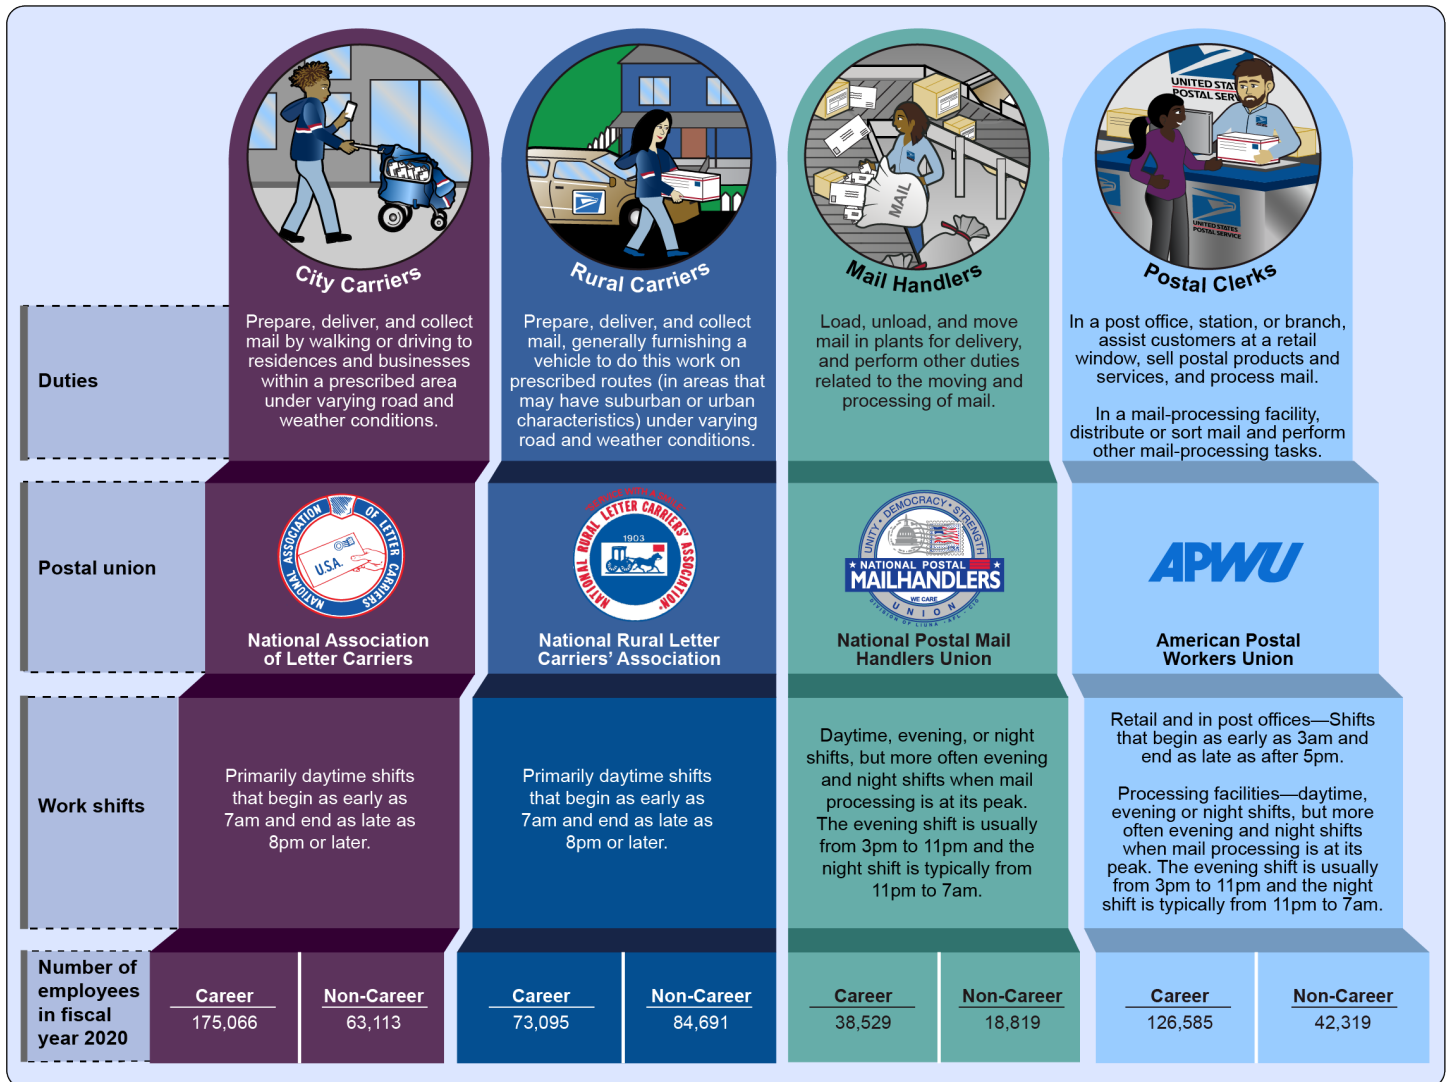 UNITED STAT
POSTAL SERV
MAIL
UNITED STATES
POSTAL SERVICE
City Carriers
Rural Carriers
Mail Handlers
Postal Clerks
Duties
Prepare, deliver, and collect
mail by walking or driving to
residences and businesses
within a prescribed area
under varying road and
weather conditions.
Prepare, deliver, and collect
mail, generally furnishing a
vehicle to do this work on
prescribed routes (in areas that
may have suburban or urban
characteristics) under varying
road and weather conditions.
Load, unload, and move
mail in plants for delivery,
and perform other duties
related to the moving and
processing of mail.
In a post office, station, or branch,
assist customers at a retail
window, sell postal products and
services, and process mail.
In a mail-processing facility,
distribute or sort mail and perform
other mail-processing tasks.
Postal union
NATIONAL ASSOCIATION
OF LETTER CARRIERS
U.S.A.
National Association
of Letter Carriers
NATIONAL RURAL LETTER CARRIERS' ASSOCIATION
1903
National Rural Letter
Carriers' Association
UNITY · DEMOCRACY · STRENGTH
NATIONAL POSTAL
MAILHANDLERS
WE CARE
UNION
DIVISION OF LIUNA · AFL - CIO
National Postal Mail
Handlers Union
APWU
American Postal
Workers Union
Work shifts
Primarily daytime shifts
that begin as early as
7am and end as late as
8pm or later.
Primarily daytime shifts
that begin as early as
7am and end as late as
8pm or later.
Daytime, evening, or night
shifts, but more often evening
and night shifts when mail
processing is at its peak.
The evening shift is usually
from 3pm to 11pm and the
night shift is typically from
11pm to 7am.
Retail and in post offices—Shifts
that begin as early as 3am and
end as late as after 5pm.
Processing facilities—daytime,
evening or night shifts, but more
often evening and night shifts
when mail processing is at its
peak. The evening shift is usually
from 3pm to 11pm and the night
shift is typically from 11pm to 7am.
Number of
employees
in fiscal
year 2020
Career
175,066
Non-Career
63,113
Career
73,095
Non-Career
84,691
Career
38,529
Non-Career
18,819
Career
126,585
Non-Career
42,319